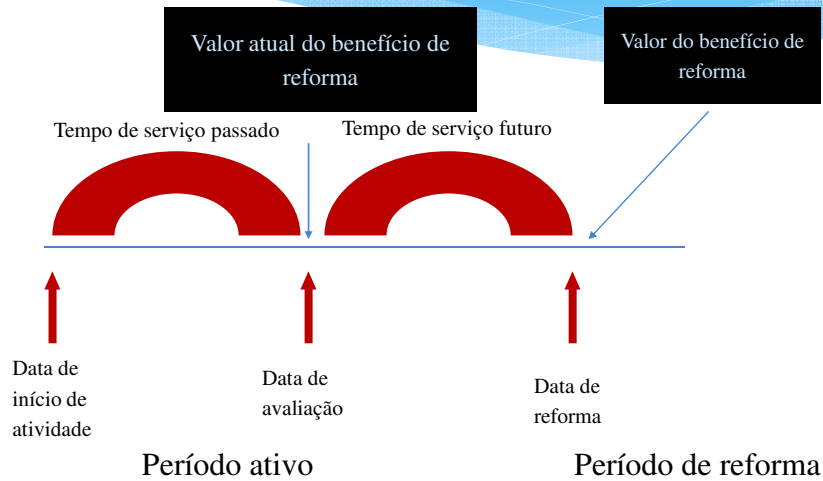 Valor atual do benefício de
reforma
Valor do benefício de
reforma
Tempo de serviço passado
Tempo de serviço futuro
Data de
início de
atividade
Data de
avaliação
Data de
reforma
Período ativo
Período de reforma